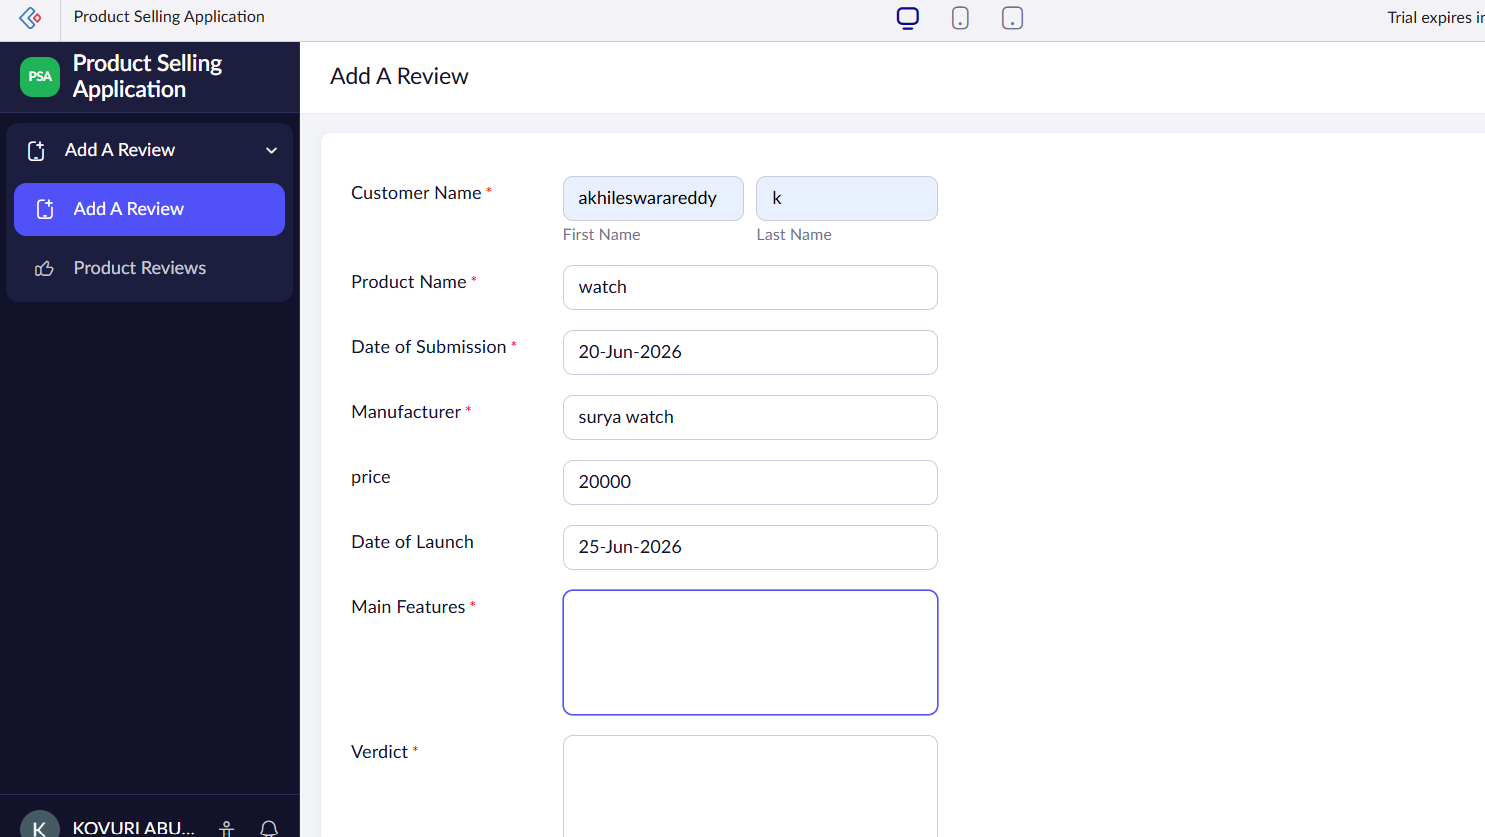 Product Selling Application
Trial expires in
PSA
Product Selling
Application
Add A Review
Add A Review
Add A Review
Product Reviews
Customer Name *
akhileswarareddy
k
First Name
Last Name
Product Name *
watch
Date of Submission *
20-Jun-2026
Manufacturer *
surya watch
price
20000
Date of Launch
25-Jun-2026
Main Features *
Verdict *
K
KOVURI ABU...